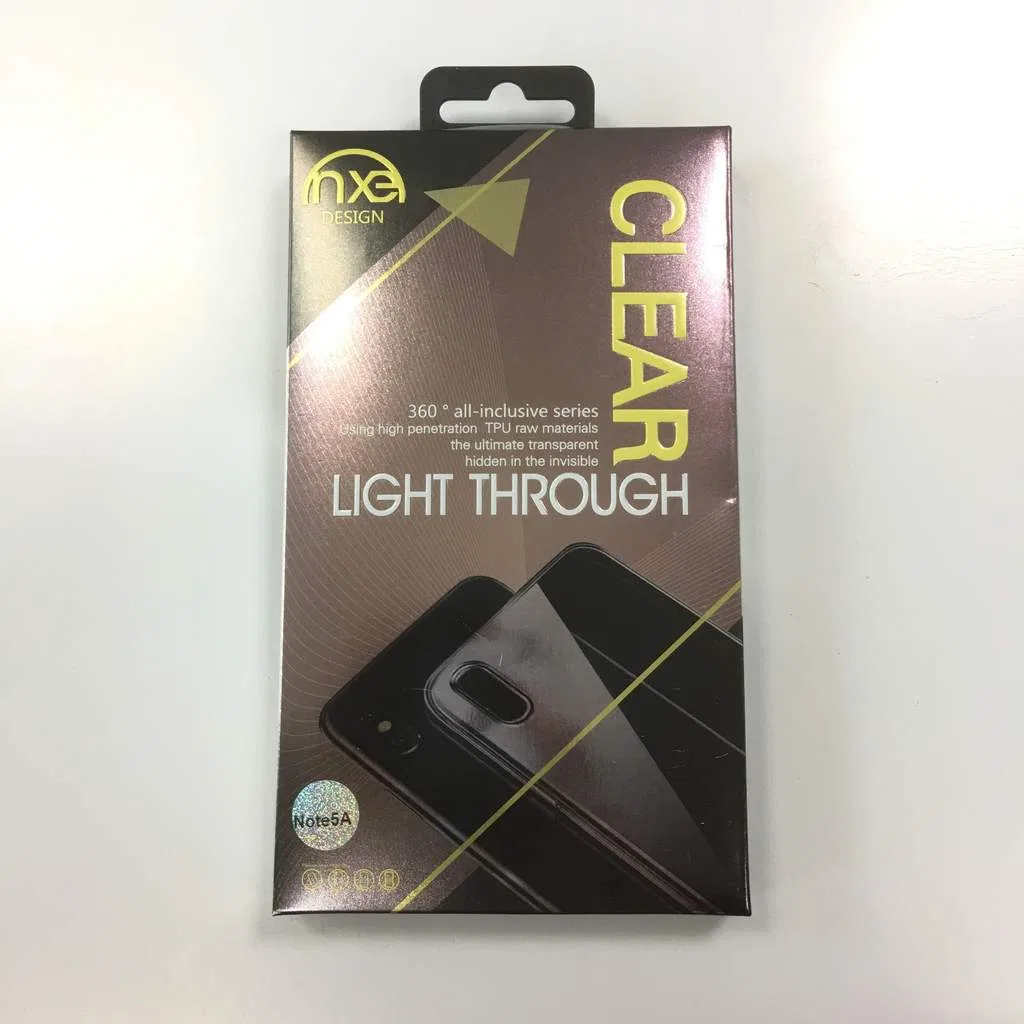 nxe
DESIGN
CLEAR
360 ° all-inclusive series
Using high penetration TPU raw materials
the ultimate transparent
hidden in the invisible
LIGHT THROUGH
Note5A